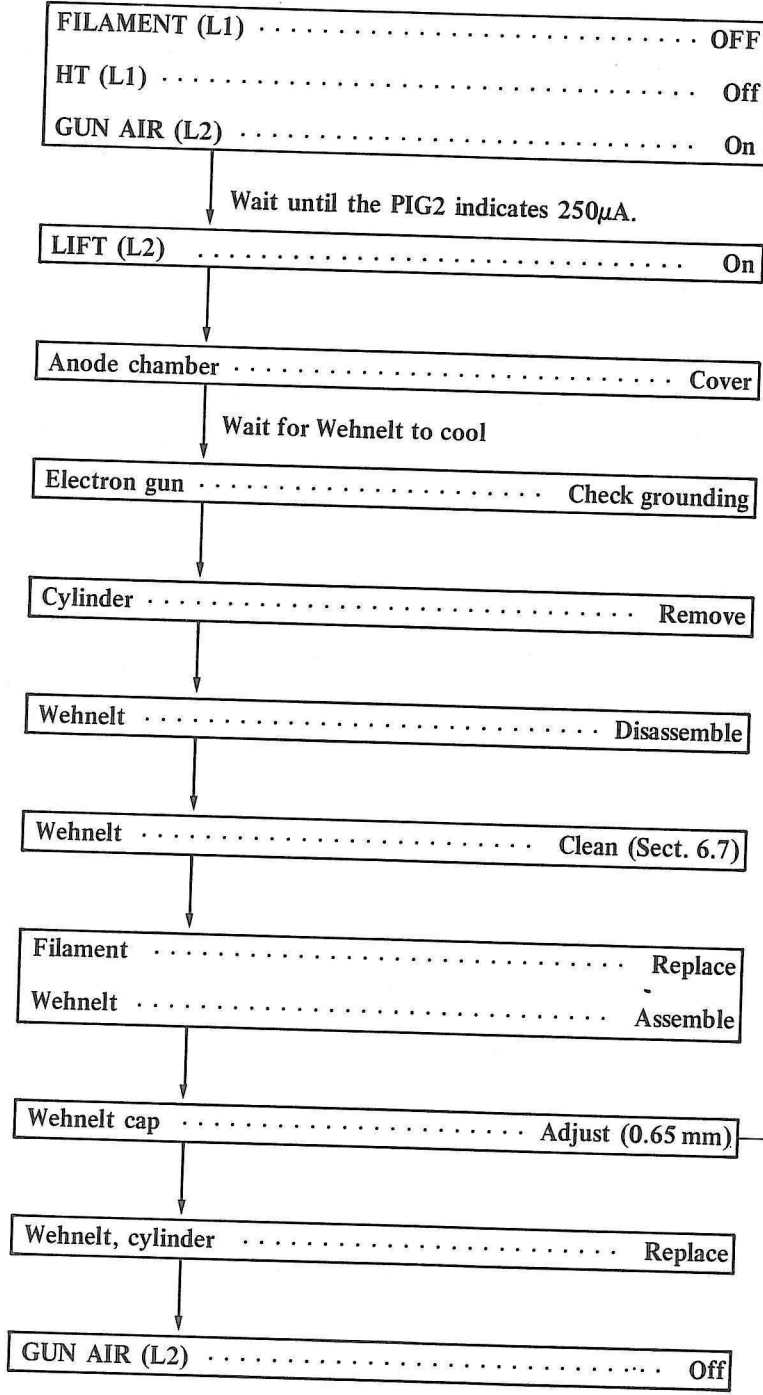 FILAMENT (L1) . . . . . . . . . . . . . . . . . . . . . . . . . . . . . . OFF
HT (L1) . . . . . . . . . . . . . . . . . . . . . . . . . . . . . . . . . . . . Off
GUN AIR (L2) . . . . . . . . . . . . . . . . . . . . . . . . . . . . . . . On
Wait until the PIG2 indicates 250μA.
LIFT (L2) . . . . . . . . . . . . . . . . . . . . . . . . . . . . . . . . . On
Anode chamber . . . . . . . . . . . . . . . . . . . . . . . . . . . . . . Cover
Wait for Wehnelt to cool
Electron gun . . . . . . . . . . . . . . . . . . . . . . . Check grounding
Cylinder . . . . . . . . . . . . . . . . . . . . . . . . . . . . . . . . . Remove
Wehnelt . . . . . . . . . . . . . . . . . . . . . . . . . . . . . . . Disassemble
Wehnelt . . . . . . . . . . . . . . . . . . . . . . . . . . . Clean (Sect. 6.7)
Filament . . . . . . . . . . . . . . . . . . . . . . . . . . . . . . . . Replace
Wehnelt . . . . . . . . . . . . . . . . . . . . . . . . . . . . . . . . Assemble
Wehnelt cap . . . . . . . . . . . . . . . . . . . . . . . Adjust (0.65 mm)
Wehnelt, cylinder . . . . . . . . . . . . . . . . . . . . . . . . . . Replace
GUN AIR (L2) . . . . . . . . . . . . . . . . . . . . . . . . . . . . . . . Off